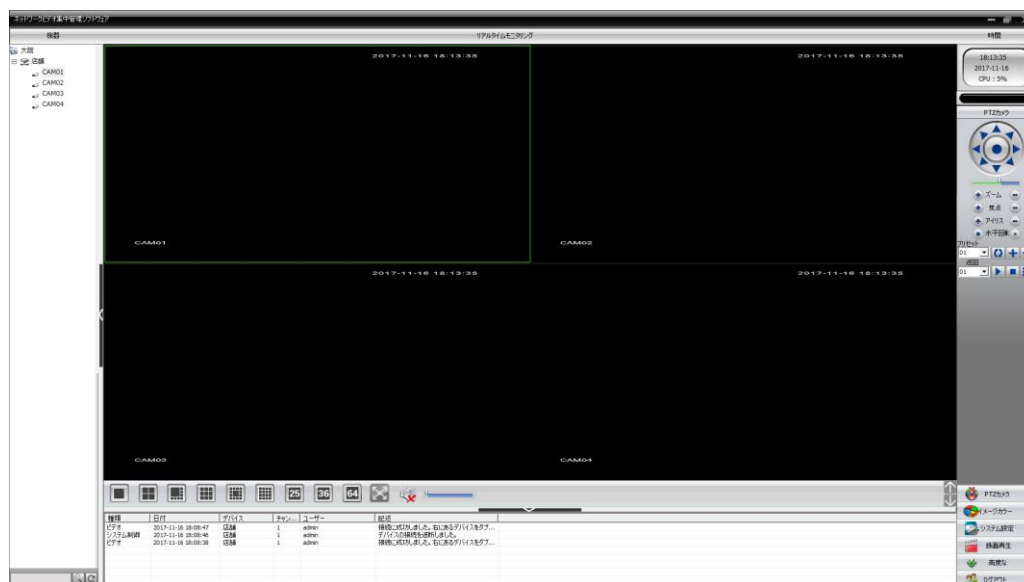 ネットワークビデオ集中管理ソフトウェア
機器 リアルタイムモニタリング 時間
大阪
店舗
CAM01
CAM02
CAM03
CAM04
2017-11-16 18:13:35
2017-11-16 18:13:35
CAM01
CAM02
2017-11-16 18:13:35
2017-11-16 18:13:35
CAM03
CAM04
18:13:35
2017-11-16
CPU : 5%
PTZカメラ
ズーム
焦点
アイリス
水平回転
プリセット
01
巡回
01
25 36 64
種類 日付 デバイス チャン... ユーザー 記述
ビデオ 2017-11-16 18:08:47 店舗 1 admin 接続に成功しました。右にあるデバイスをダブ...
システム制御 2017-11-16 18:08:46 店舗 1 admin デバイスの接続を遮断しました。
ビデオ 2017-11-16 18:08:38 店舗 1 admin 接続に成功しました。右にあるデバイスをダブ...
PTZカメラ
イメージカラー
システム設定
録画再生
高度な
ログアウト